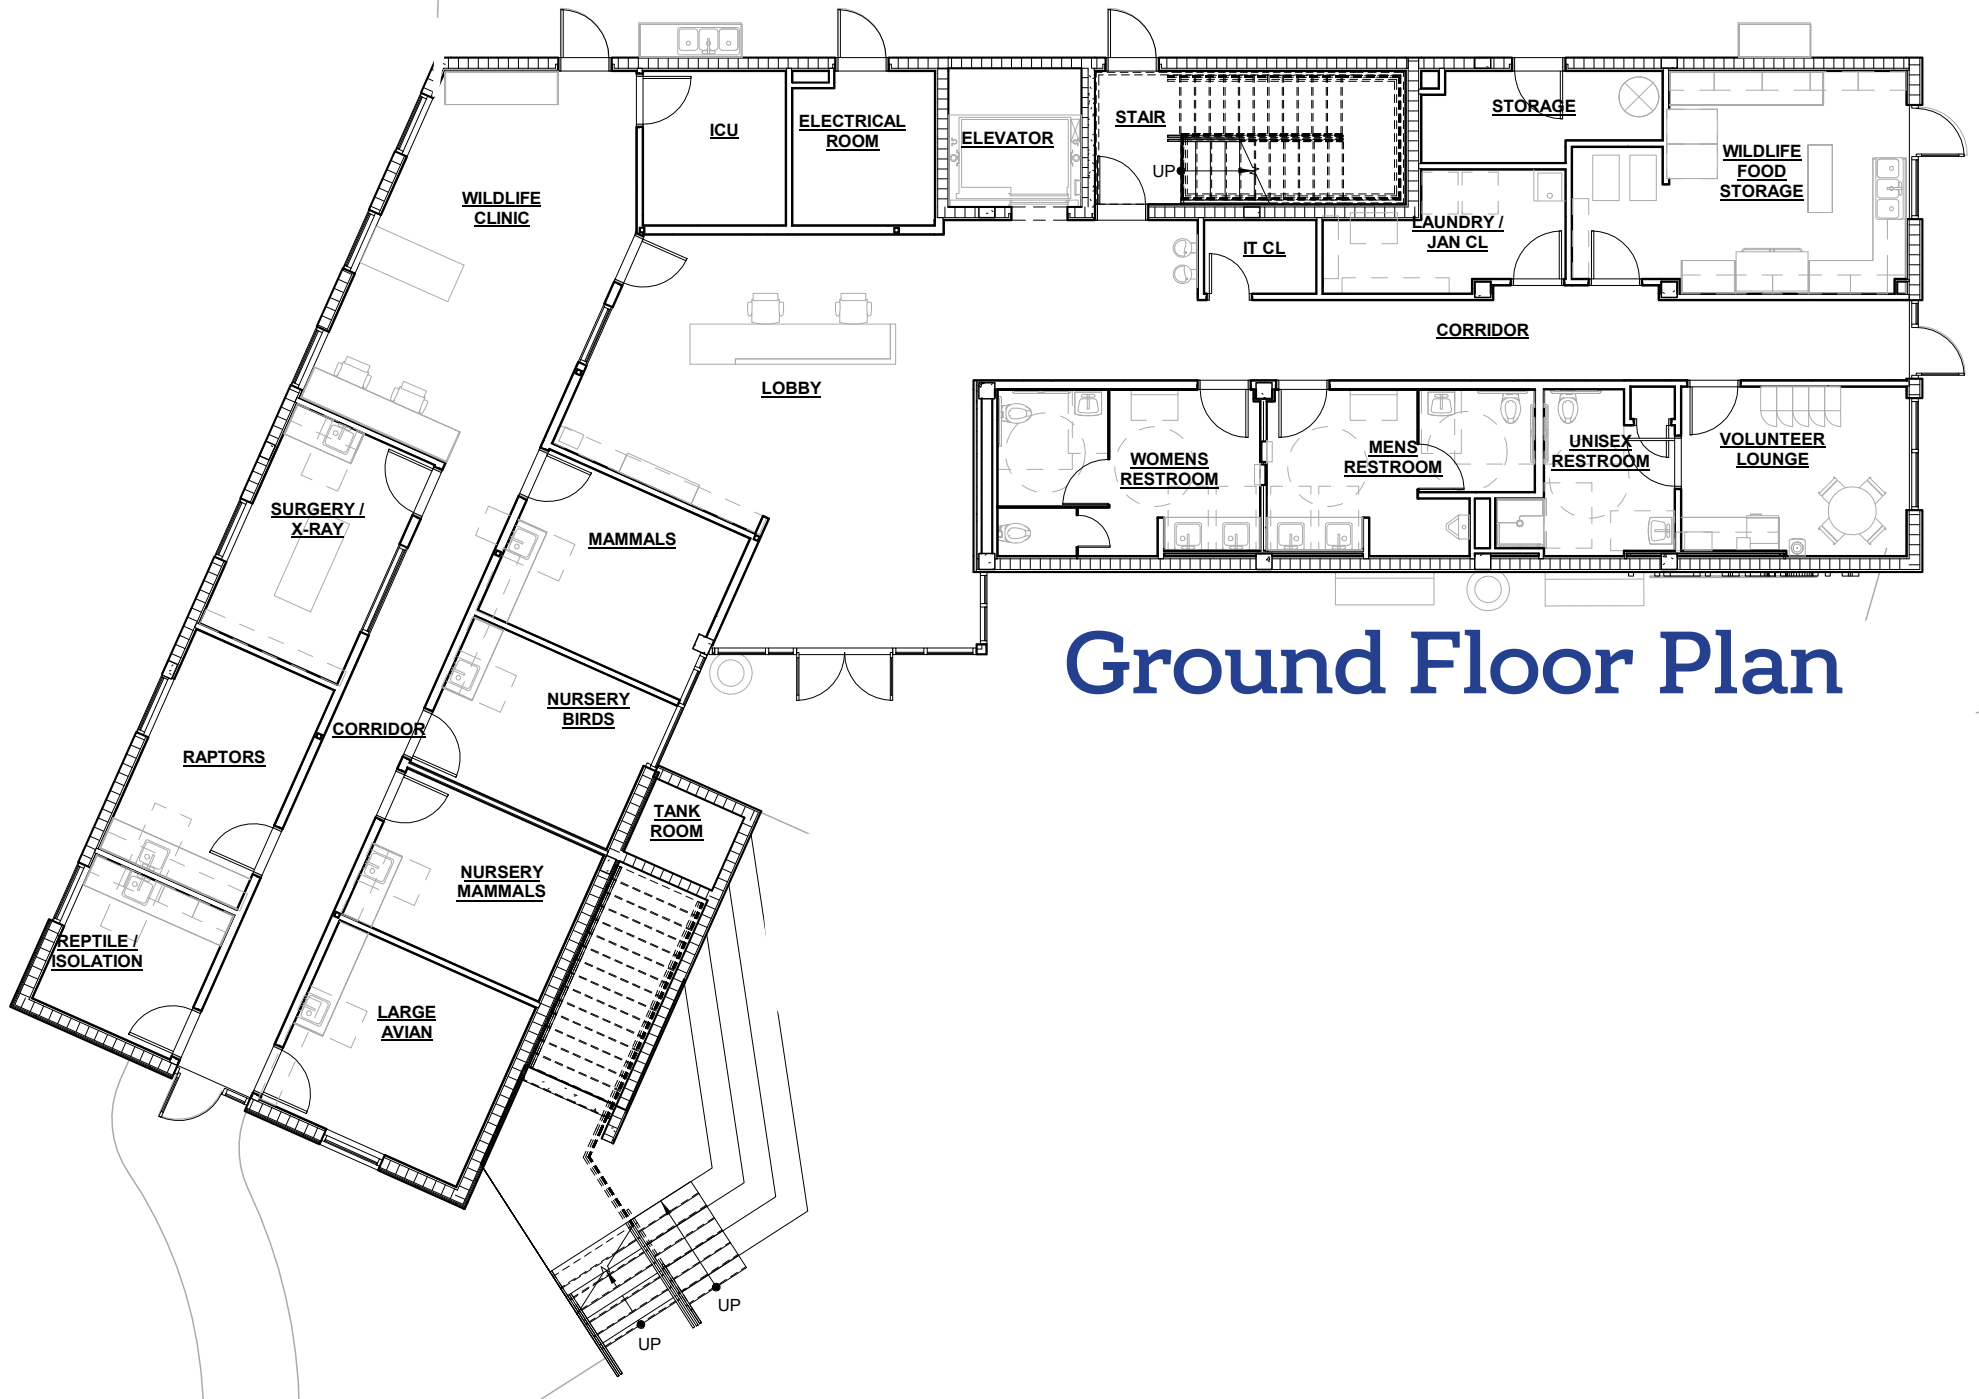 ICU
ELECTRICAL
ROOM
ELEVATOR
STAIR
UP
STORAGE
WILDLIFE
FOOD
STORAGE
WILDLIFE
CLINIC
IT CL
LAUNDRY /
JAN CL
CORRIDOR
LOBBY
WOMENS
RESTROOM
MENS
RESTROOM
UNISEX
RESTROOM
VOLUNTEER
LOUNGE
SURGERY /
X-RAY
MAMMALS
Ground Floor Plan
NURSERY
BIRDS
CORRIDOR
RAPTORS
TANK
ROOM
NURSERY
MAMMALS
REPTILE /
ISOLATION
LARGE
AVIAN
UP
UP